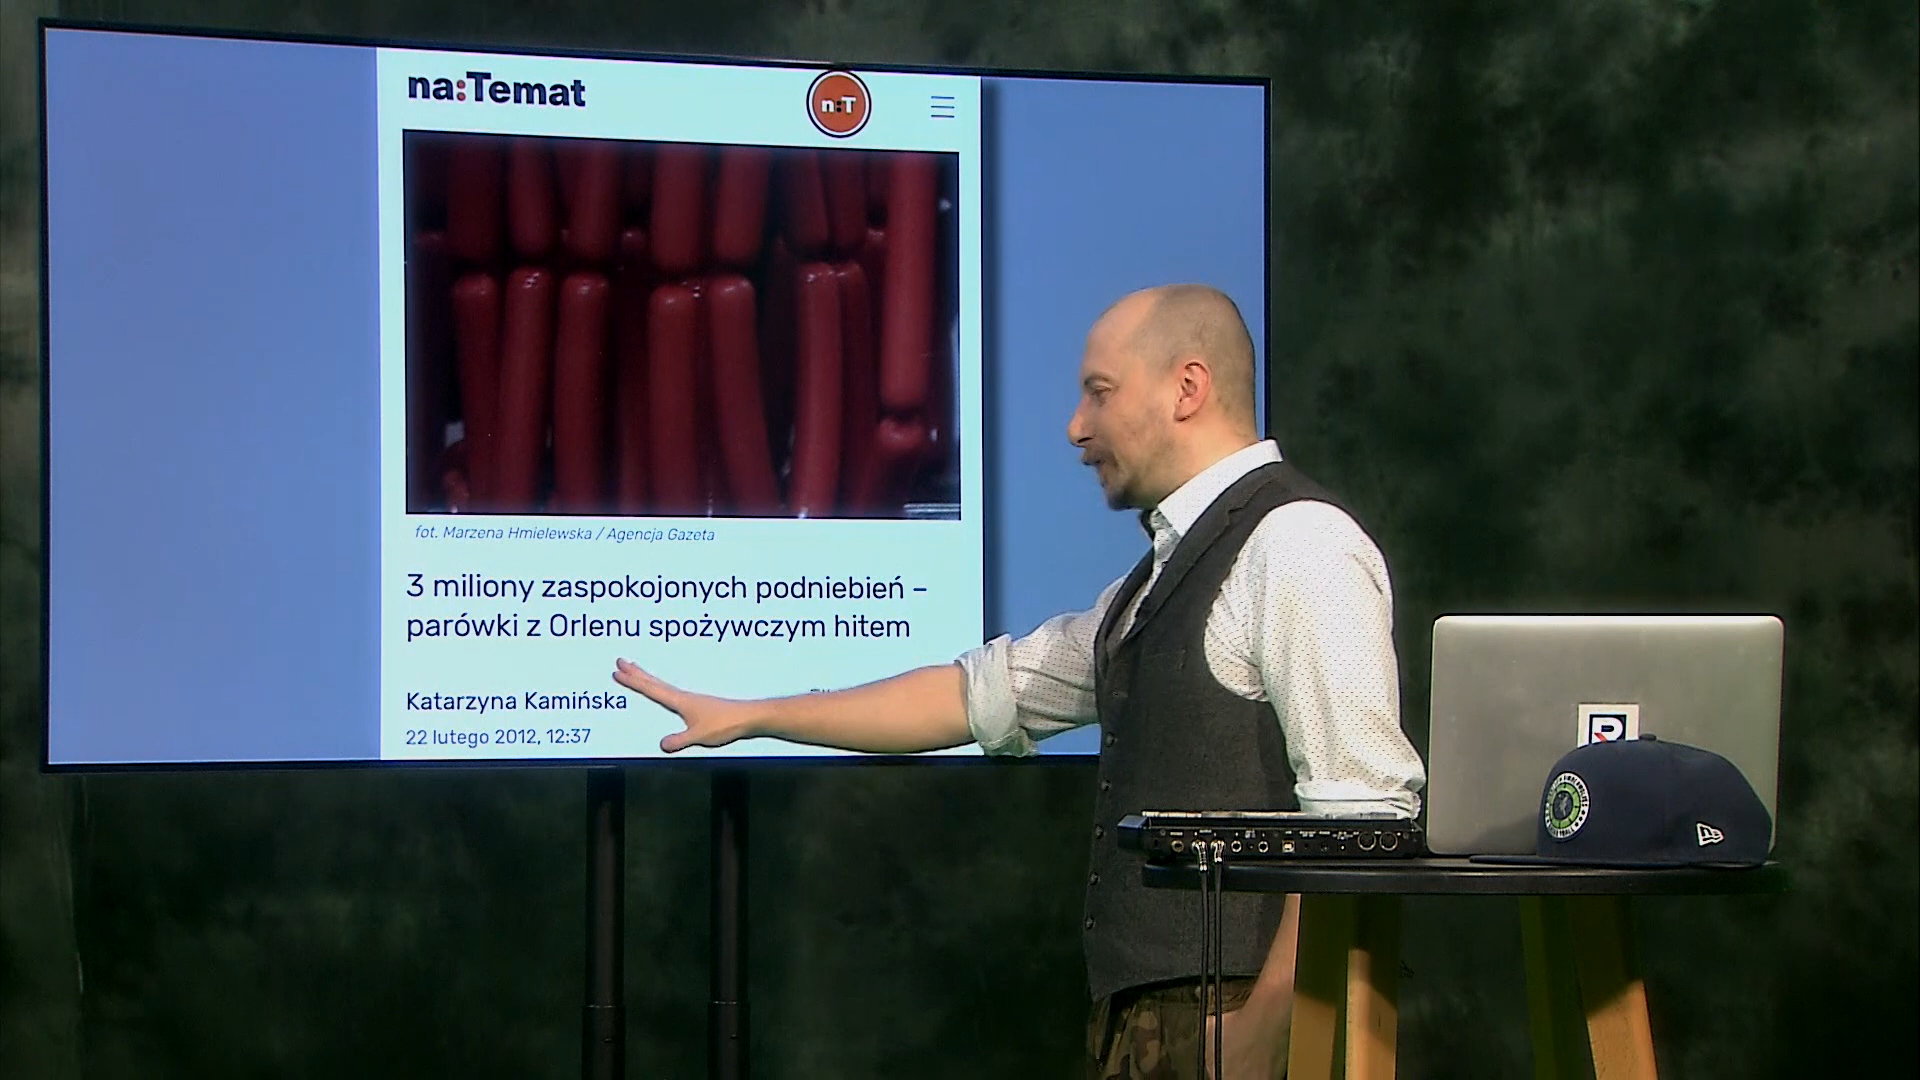 na:Temat
n:T
fot. Marzena Hmielewska / Agencja Gazeta
3 miliony zaspokojonych podniebień –
parówki z Orlenu spożywczym hitem
Katarzyna Kamińska
22 lutego 2012, 12:37